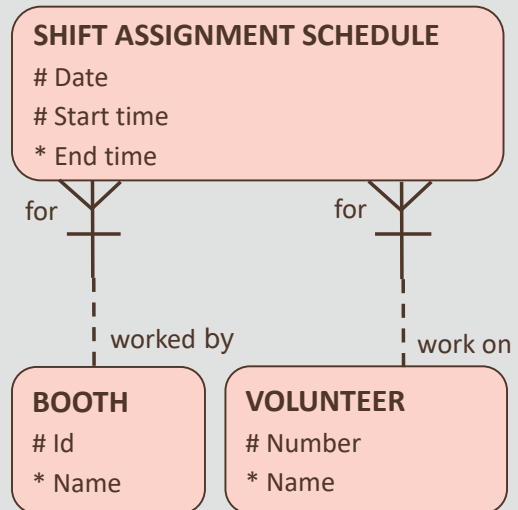 SHIFT ASSIGNMENT SCHEDULE
# Date
# Start time
* End time
for
for
worked by
work on
BOOTH
# Id
* Name
VOLUNTEER
# Number
* Name